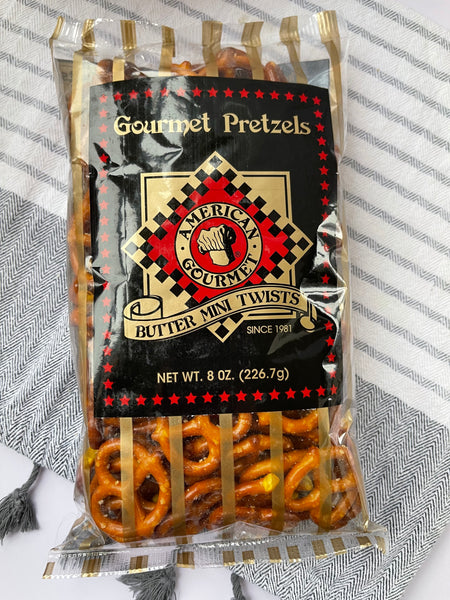 Gourmet Pretzels
AMERICAN
GOURMET
BUTTER MINI TWISTS
SINCE 1981
NET WT. 8 OZ. (226.7g)